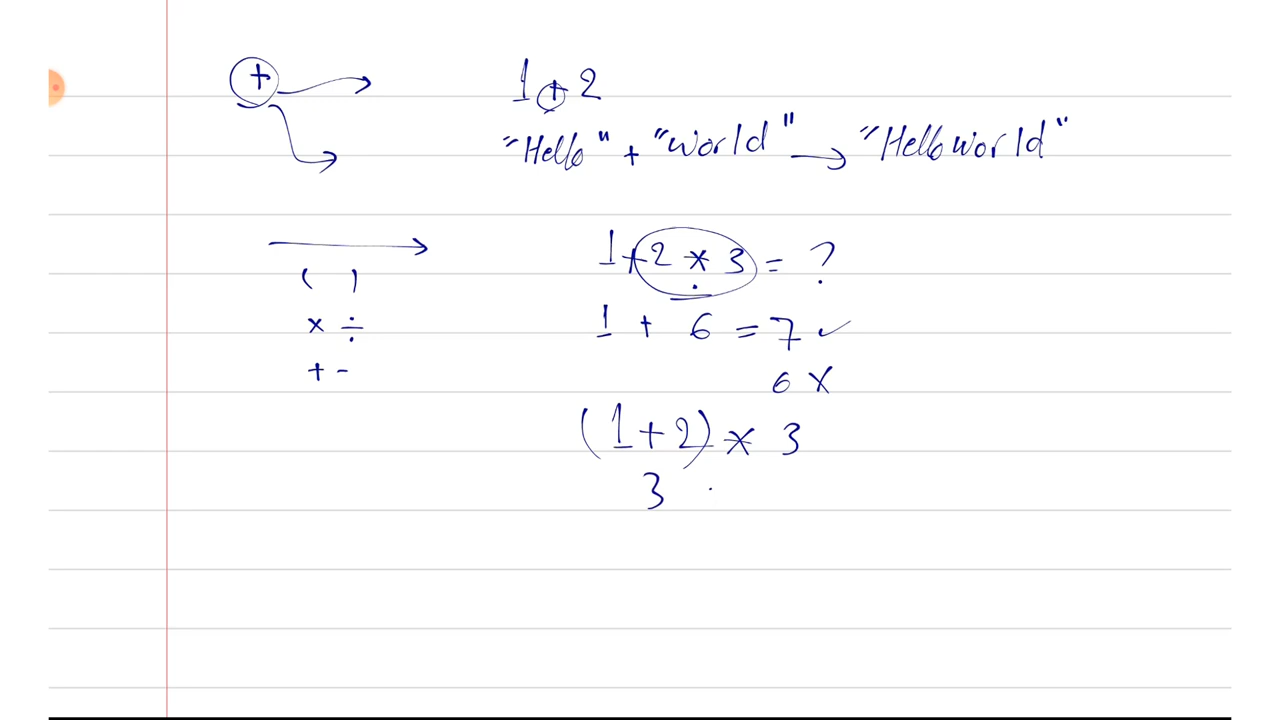 + 1 + 2
"Hello" + "World" → "HelloWorld"
1 + 2 * 3 = ?
( )
× ÷ 1 + 6 = 7 ✓
+ - 6 X
(1 + 2) * 3
3